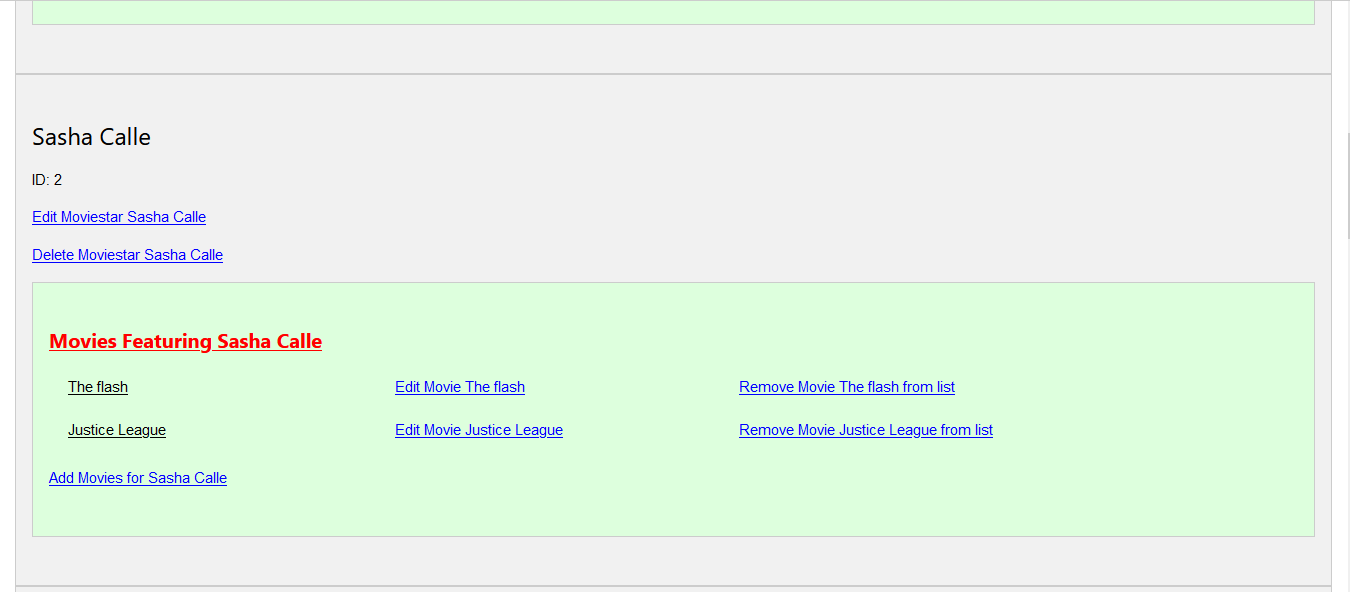 Sasha Calle
ID: 2
Edit Moviestar Sasha Calle
Delete Moviestar Sasha Calle
Movies Featuring Sasha Calle
The flash Edit Movie The flash Remove Movie The flash from list
Justice League Edit Movie Justice League Remove Movie Justice League from list
Add Movies for Sasha Calle